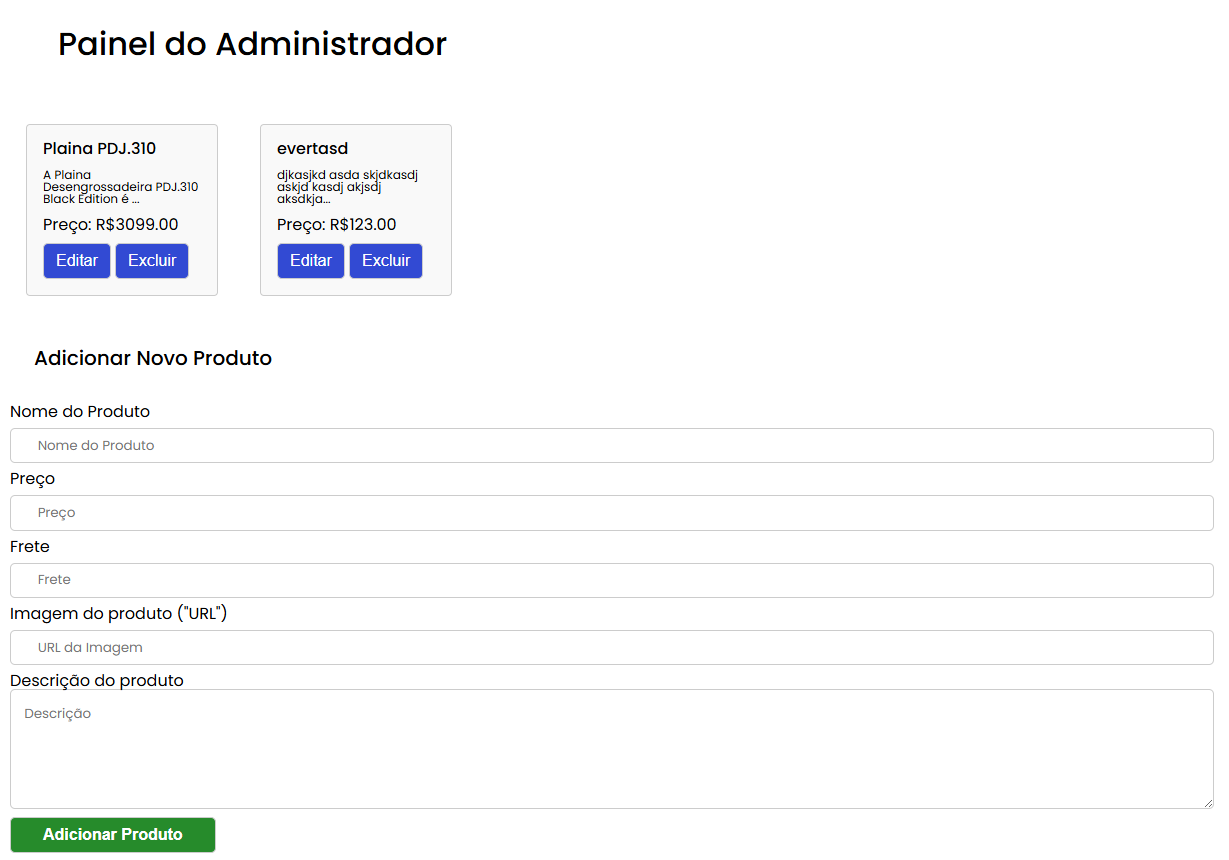 Painel do Administrador
Plaina PDJ.310
A Plaina
Desengrossadeira PDJ.310
Black Edition é ...
Preço: R$3099.00
Editar Excluir
evertasd
djkasjkd asda skjdkasdj
askjd kasdj akjsdj
aksdkja...
Preço: R$123.00
Editar Excluir
Adicionar Novo Produto
Nome do Produto
Nome do Produto
Preço
Preço
Frete
Frete
Imagem do produto ("URL")
URL da Imagem
Descrição do produto
Descrição
Adicionar Produto